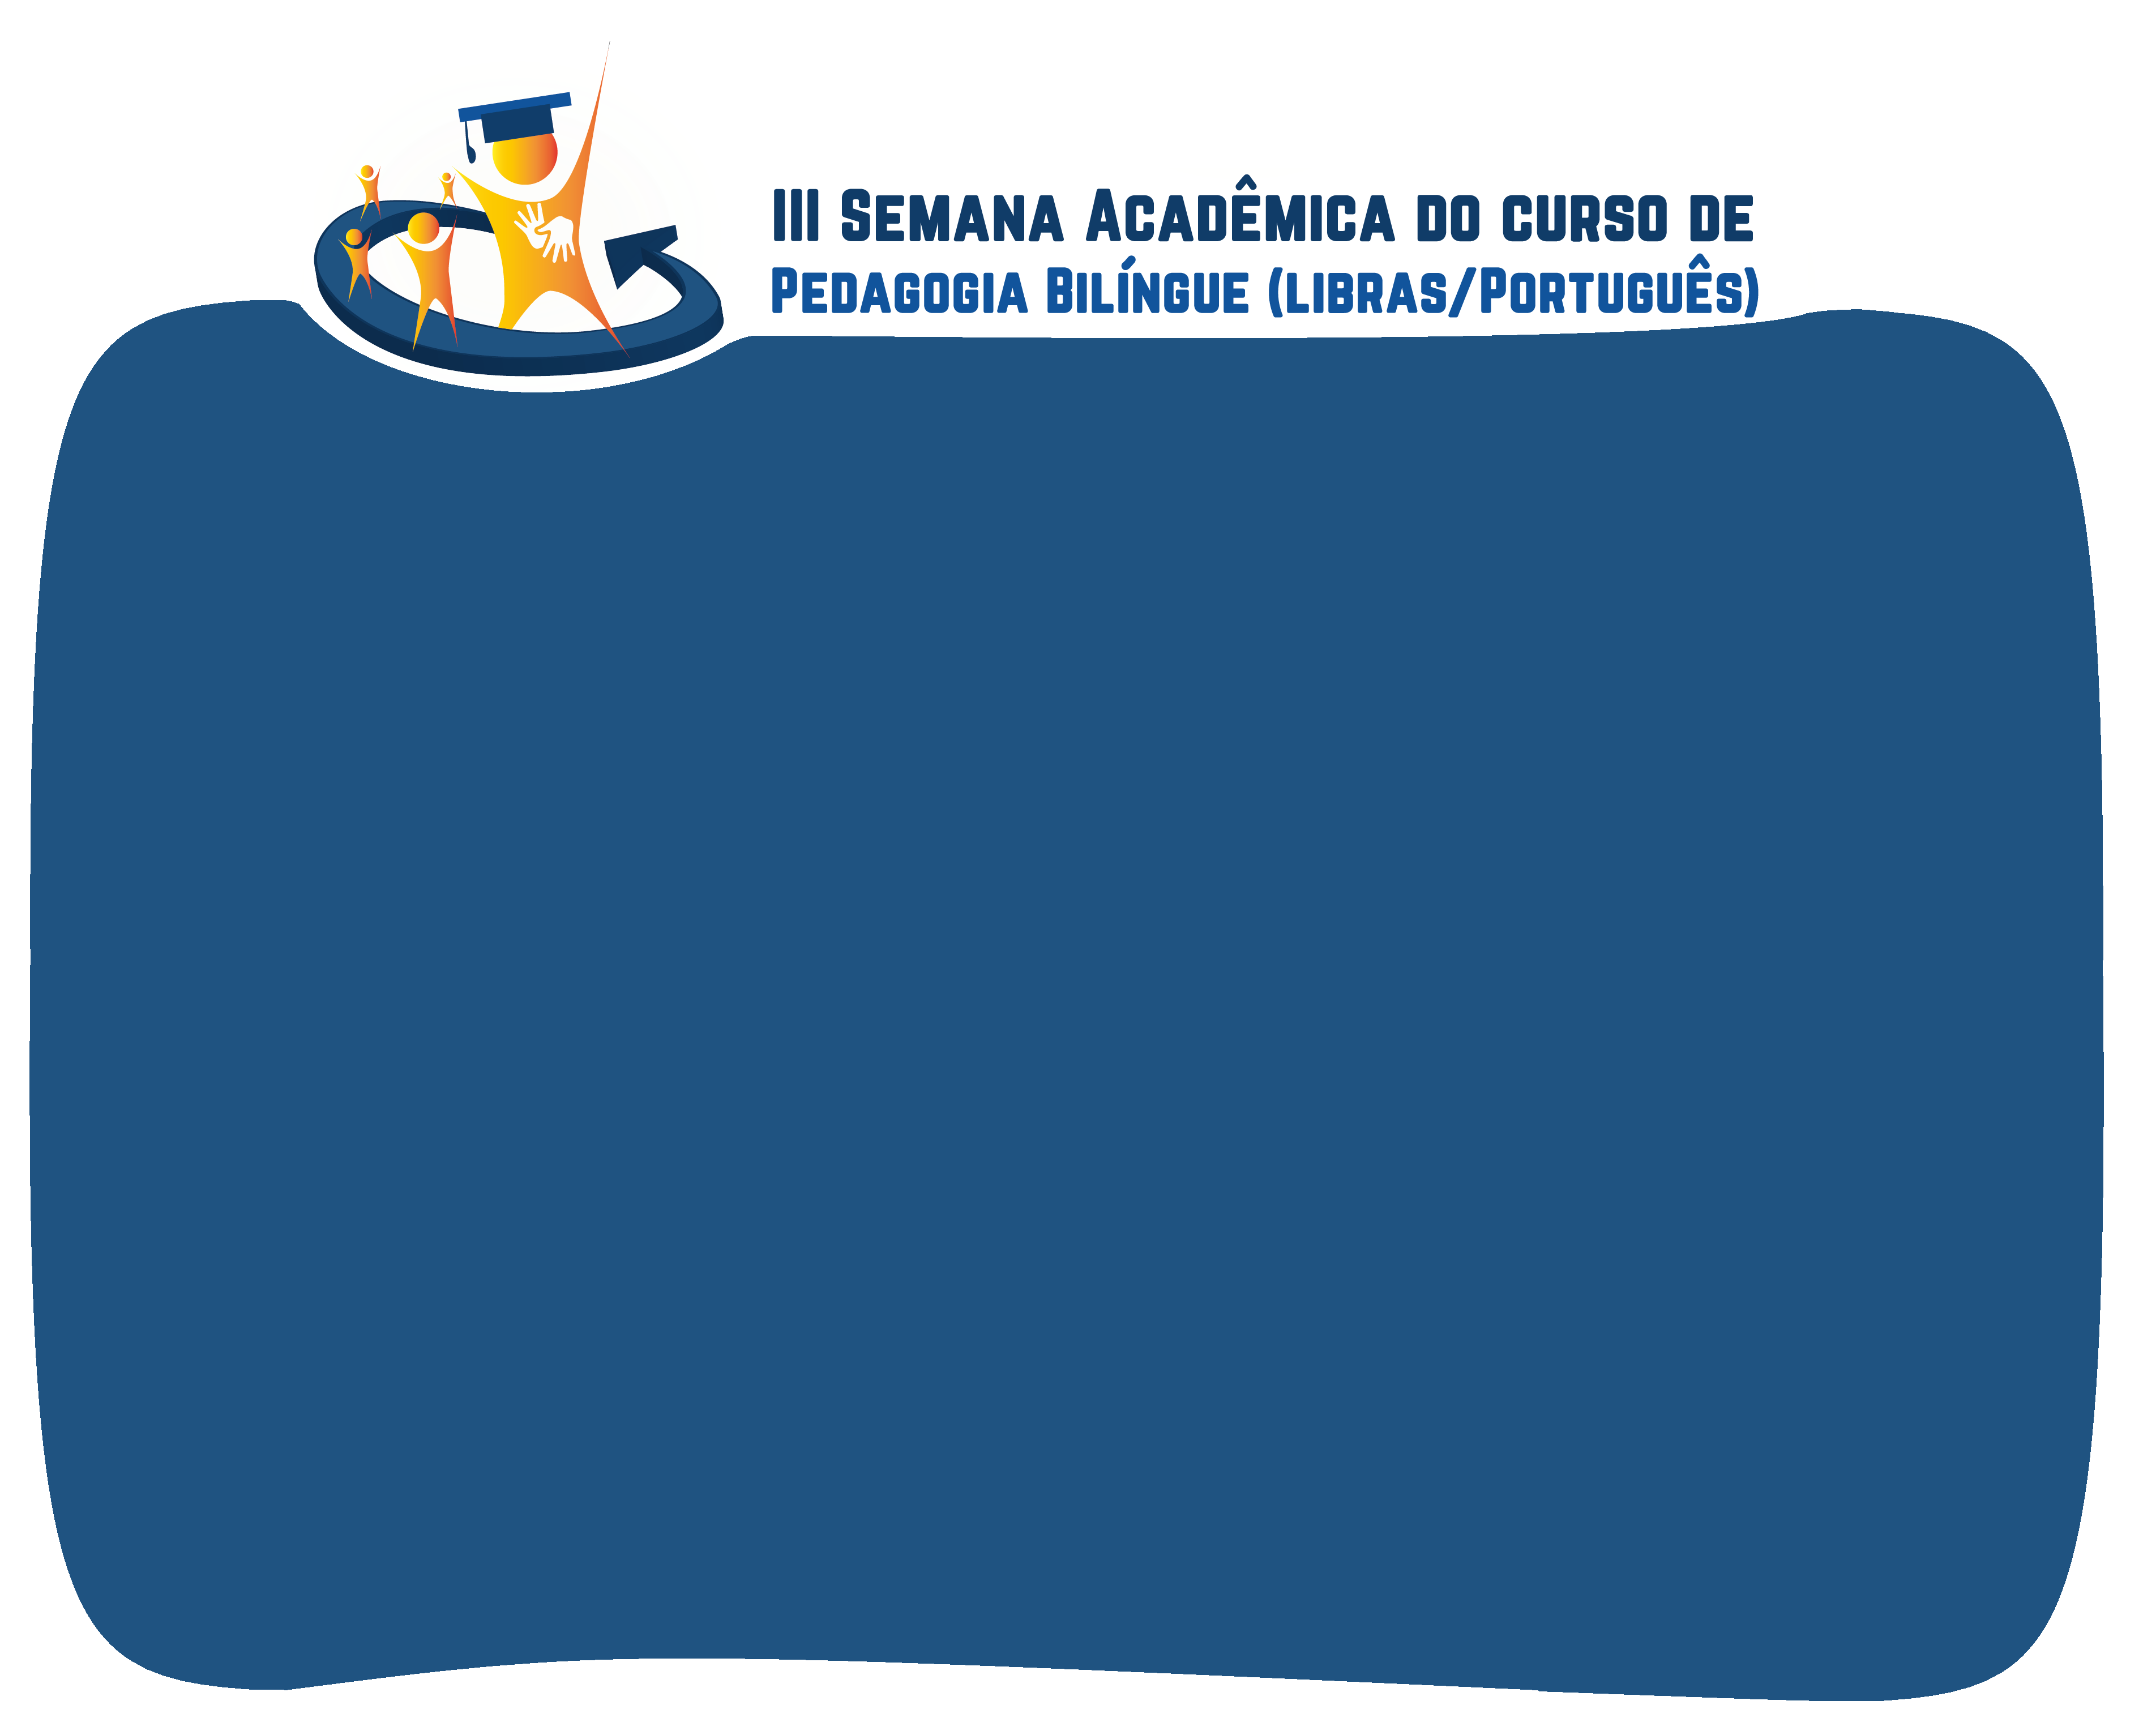 III Semana Acadêmica do curso de
Pedagogia Bilíngue (Libras/Português)